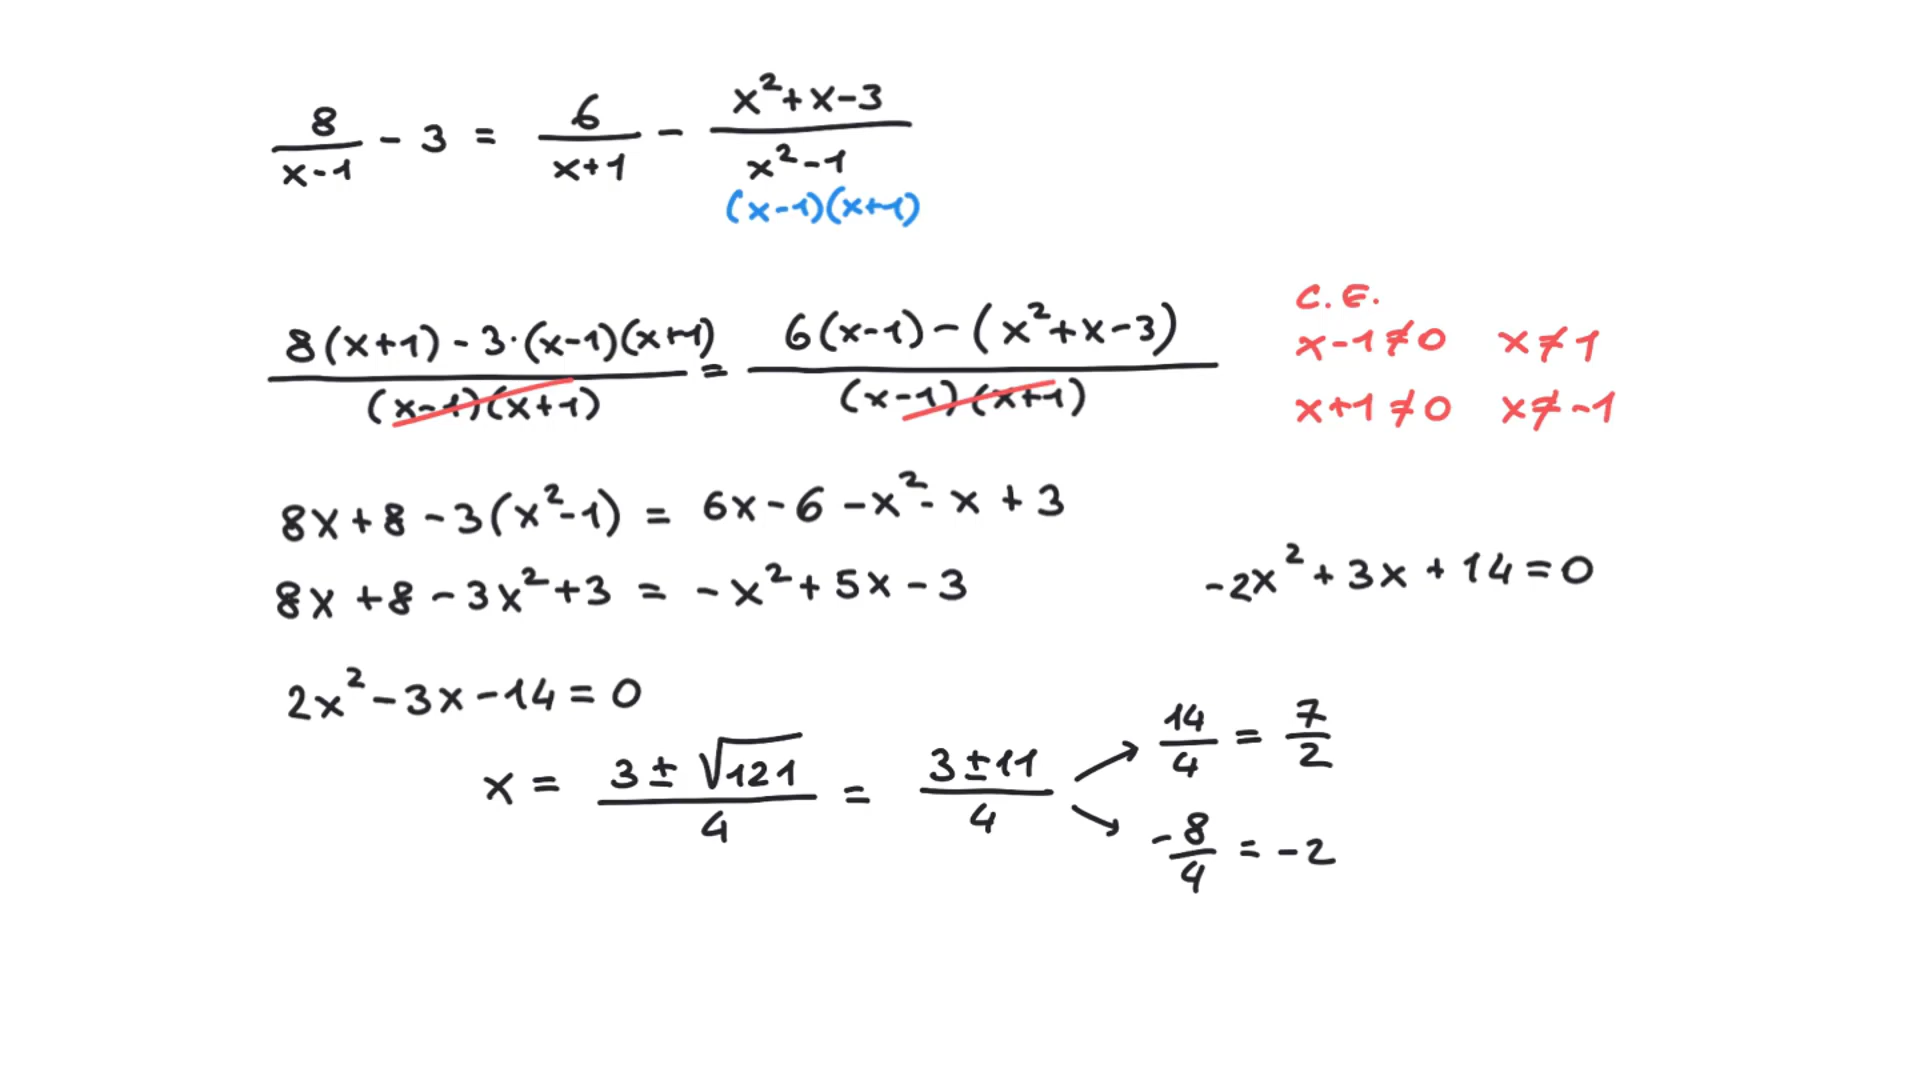 8/(x-1) - 3 = 6/(x+1) - (x²+x-3)/(x²-1)
(x-1)(x+1)
(8(x+1) - 3·(x-1)(x+1))/((x-1)(x+1)) = (6(x-1) - (x²+x-3))/((x-1)(x+1))
C.E.
x-1≠0 x≠1
x+1≠0 x≠-1
8x+8-3(x²-1) = 6x-6-x²-x+3
8x+8-3x²+3 = -x²+5x-3
-2x²+3x+14=0
2x²-3x-14=0
x = (3±√121)/4 = (3±11)/4
14/4 = 7/2
-8/4 = -2